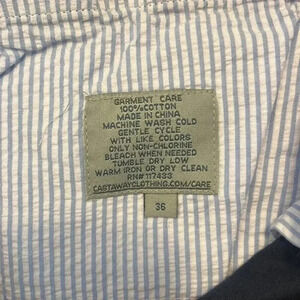 GARMENT CARE
100% COTTON
MADE IN CHINA
MACHINE WASH COLD
GENTLE CYCLE
WITH LIKE COLORS
ONLY NON-CHLORINE
BLEACH WHEN NEEDED
TUMBLE DRY LOW
WARM IRON OR DRY CLEAN
RN# 117433
CASTAWAYCLOTHING.COM/CARE
36